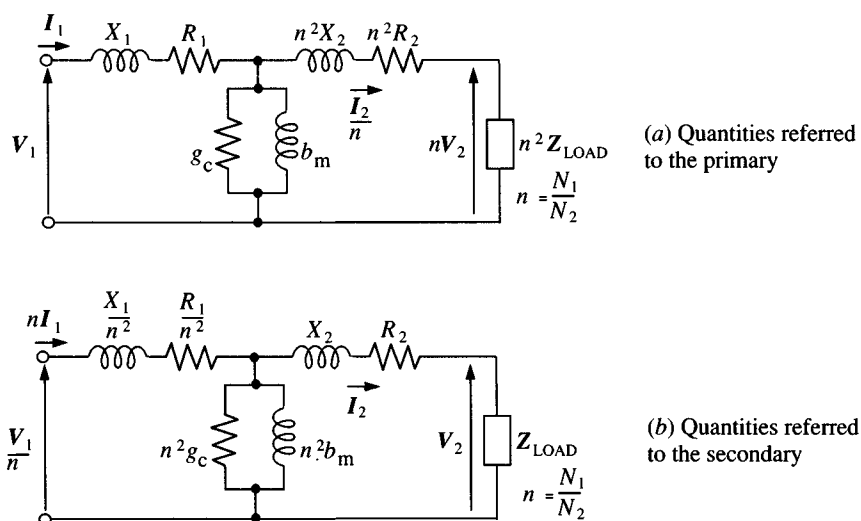 I₁ X₁ R₁ n²X₂ n²R₂
I₂/n
V₁ g_c b_m nV₂ n²Z_LOAD
n = N₁/N₂
(a) Quantities referred
to the primary
nI₁ X₁/n² R₁/n² X₂ R₂
I₂
V₁/n n²g_c n²b_m V₂ Z_LOAD
n = N₁/N₂
(b) Quantities referred
to the secondary